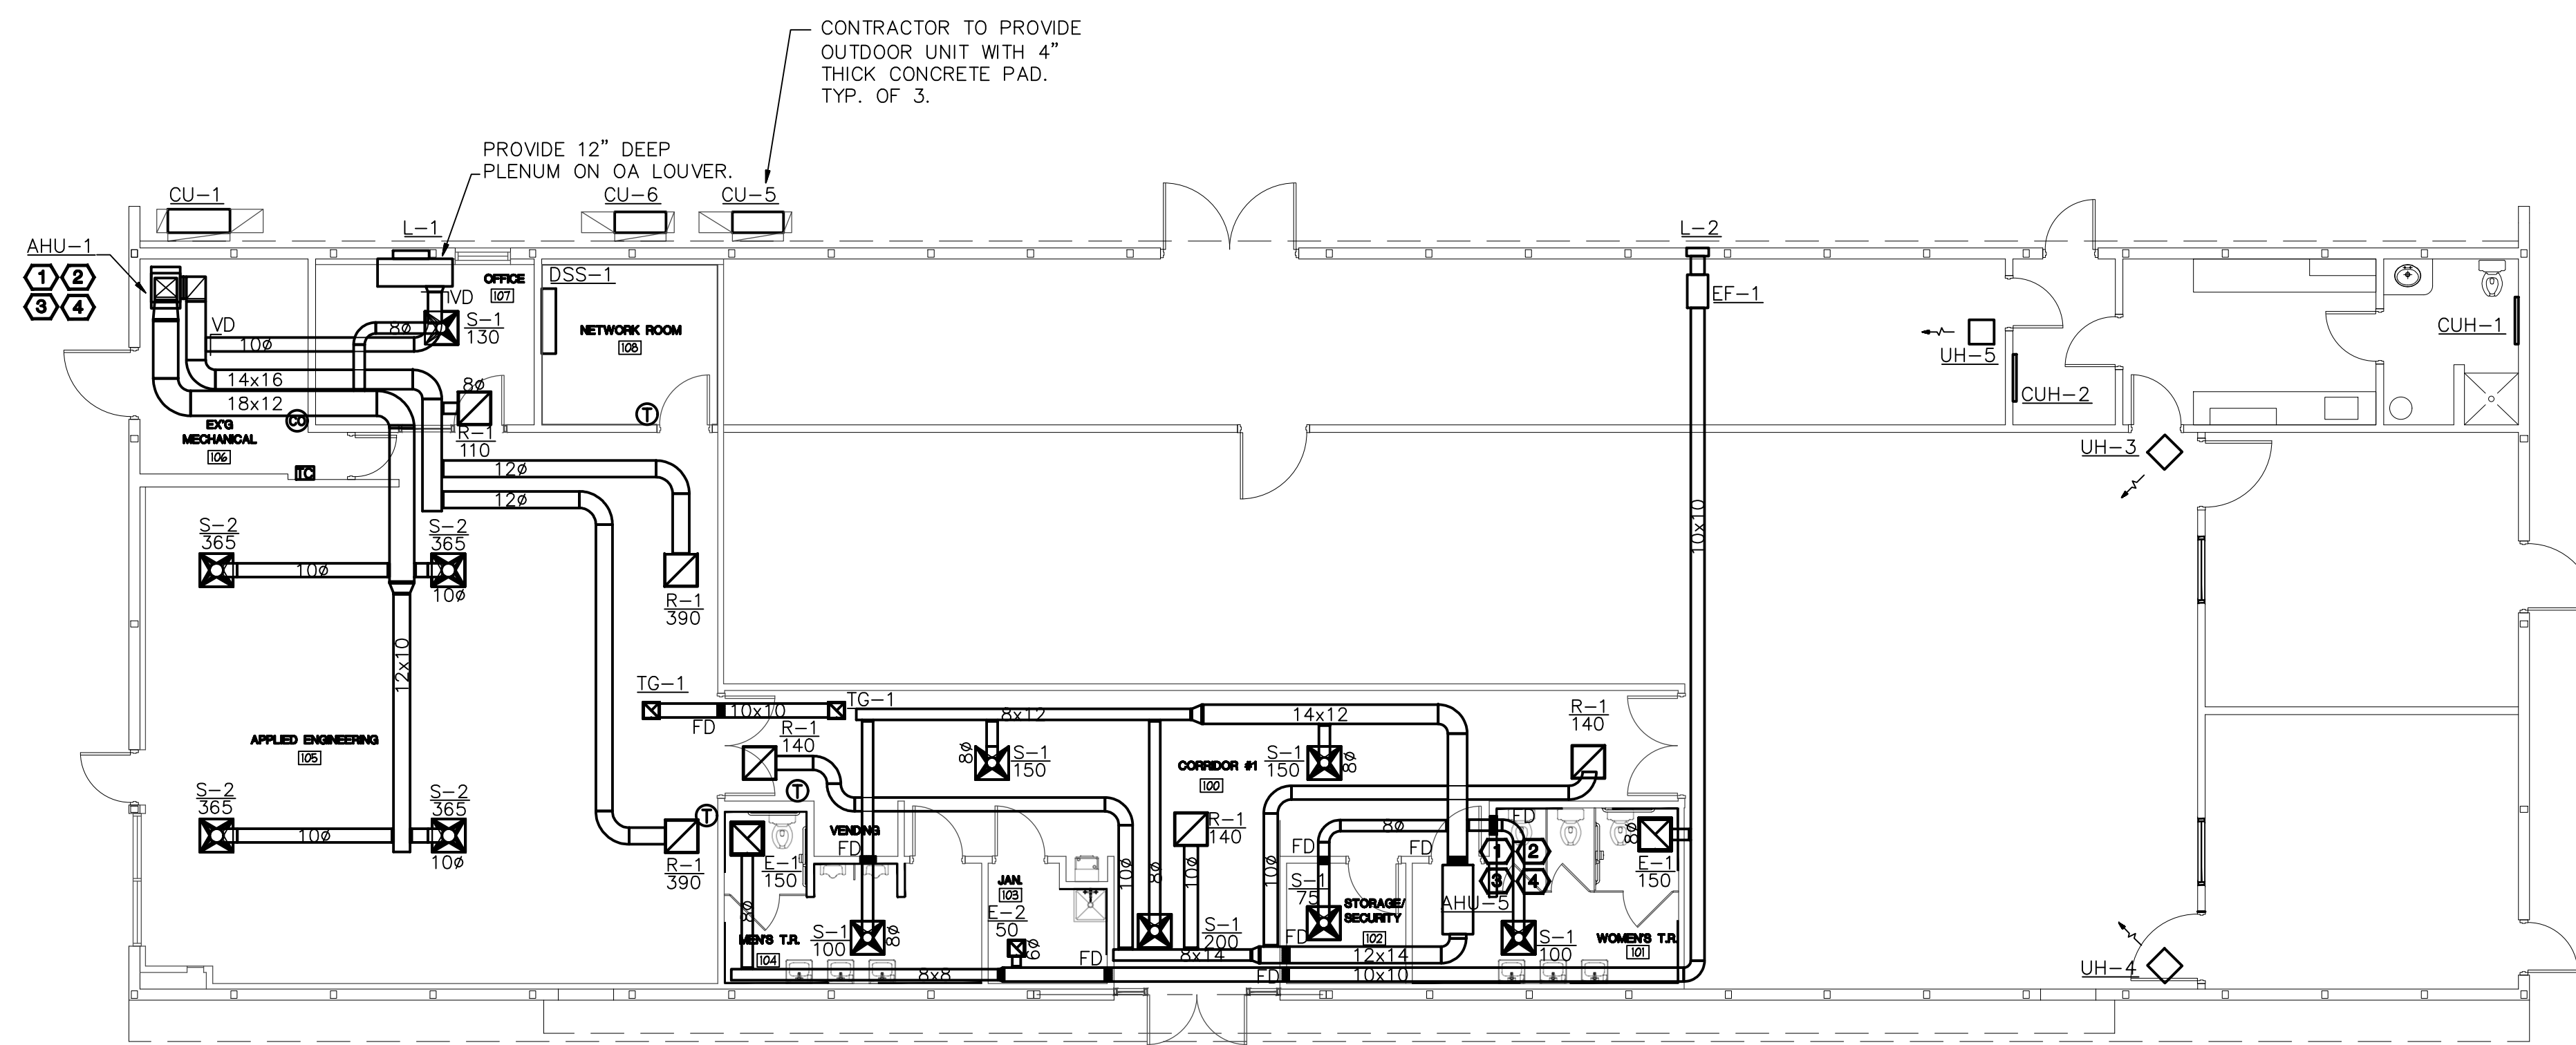 CONTRACTOR TO PROVIDE
OUTDOOR UNIT WITH 4”
THICK CONCRETE PAD.
TYP. OF 3.
PROVIDE 12” DEEP
PLENUM ON OA LOUVER.
CU-1
CU-6
CU-5
L-1
L-2
AHU-1
1 2
3 4
OFFICE
107
DSS-1
VD
S-1
130
8ø
VD
10ø
NETWORK ROOM
108
EF-1
CUH-1
UH-5
CUH-2
14x16
8ø
18x12
CO
T
EX'G
MECHANICAL
106
R-1
110
TC
12ø
12ø
UH-3
S-2
365
S-2
365
10ø
10ø
R-1
390
10x10
12x10
TG-1
TG-1
10x10
FD
8x12
14x12
R-1
140
R-1
140
APPLIED ENGINEERING
105
8ø
S-1
150
CORRIDOR #1
100
S-1
150
8ø
S-2
365
S-2
365
10ø
10ø
T
T
R-1
390
VENDING
FD
R-1
140
8ø
FD
8ø
E-1
150
E-1
150
FD
FD
1 2
3 4
JAN.
103
10ø
8ø
10ø
10ø
S-1
75
STORAGE/
SECURITY
102
AHU-5
8ø
E-2
50
6ø
MEN'S T.R.
104
S-1
100
8ø
S-1
200
FD
S-1
100
WOMEN'S T.R.
101
8x8
FD
8x14
FD
12x14
10x10
UH-4